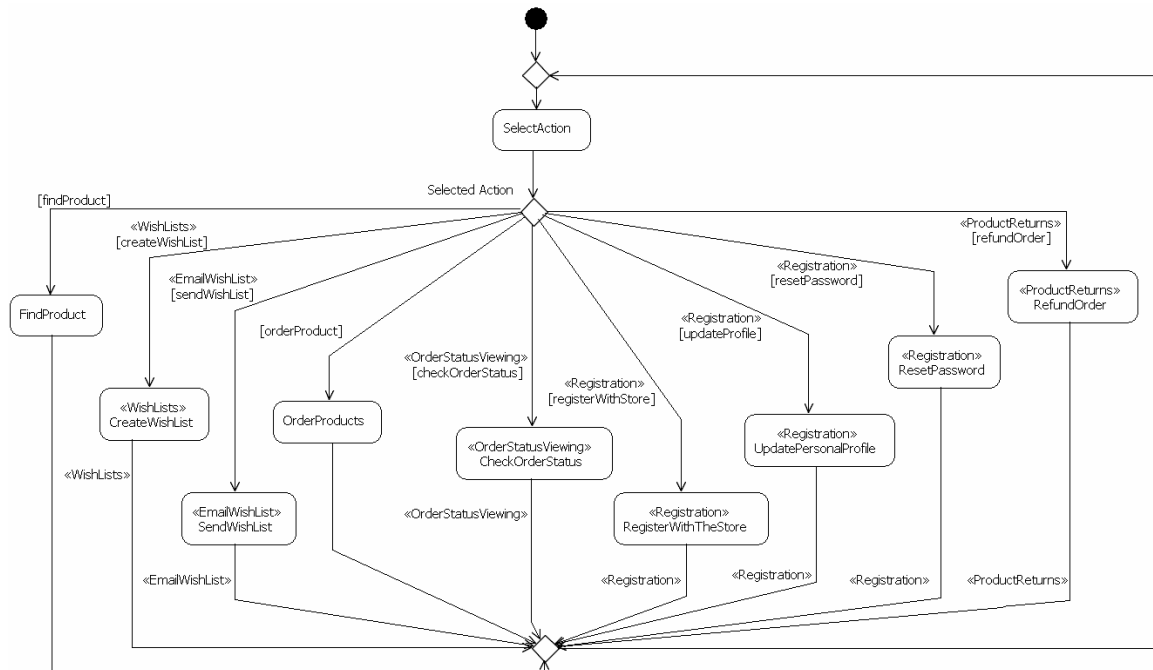 SelectAction
Selected Action
[findProduct]
«WishLists»
[createWishList]
«EmailWishList»
[sendWishList]
[orderProduct]
«OrderStatusViewing»
[checkOrderStatus]
«Registration»
[registerWithStore]
«Registration»
[updateProfile]
«Registration»
[resetPassword]
«ProductReturns»
[refundOrder]
FindProduct
«WishLists»
CreateWishList
«EmailWishList»
SendWishList
OrderProducts
«OrderStatusViewing»
CheckOrderStatus
«Registration»
RegisterWithTheStore
«Registration»
UpdatePersonalProfile
«Registration»
ResetPassword
«ProductReturns»
RefundOrder
«WishLists»
«EmailWishList»
«OrderStatusViewing»
«Registration»
«Registration»
«Registration»
«ProductReturns»